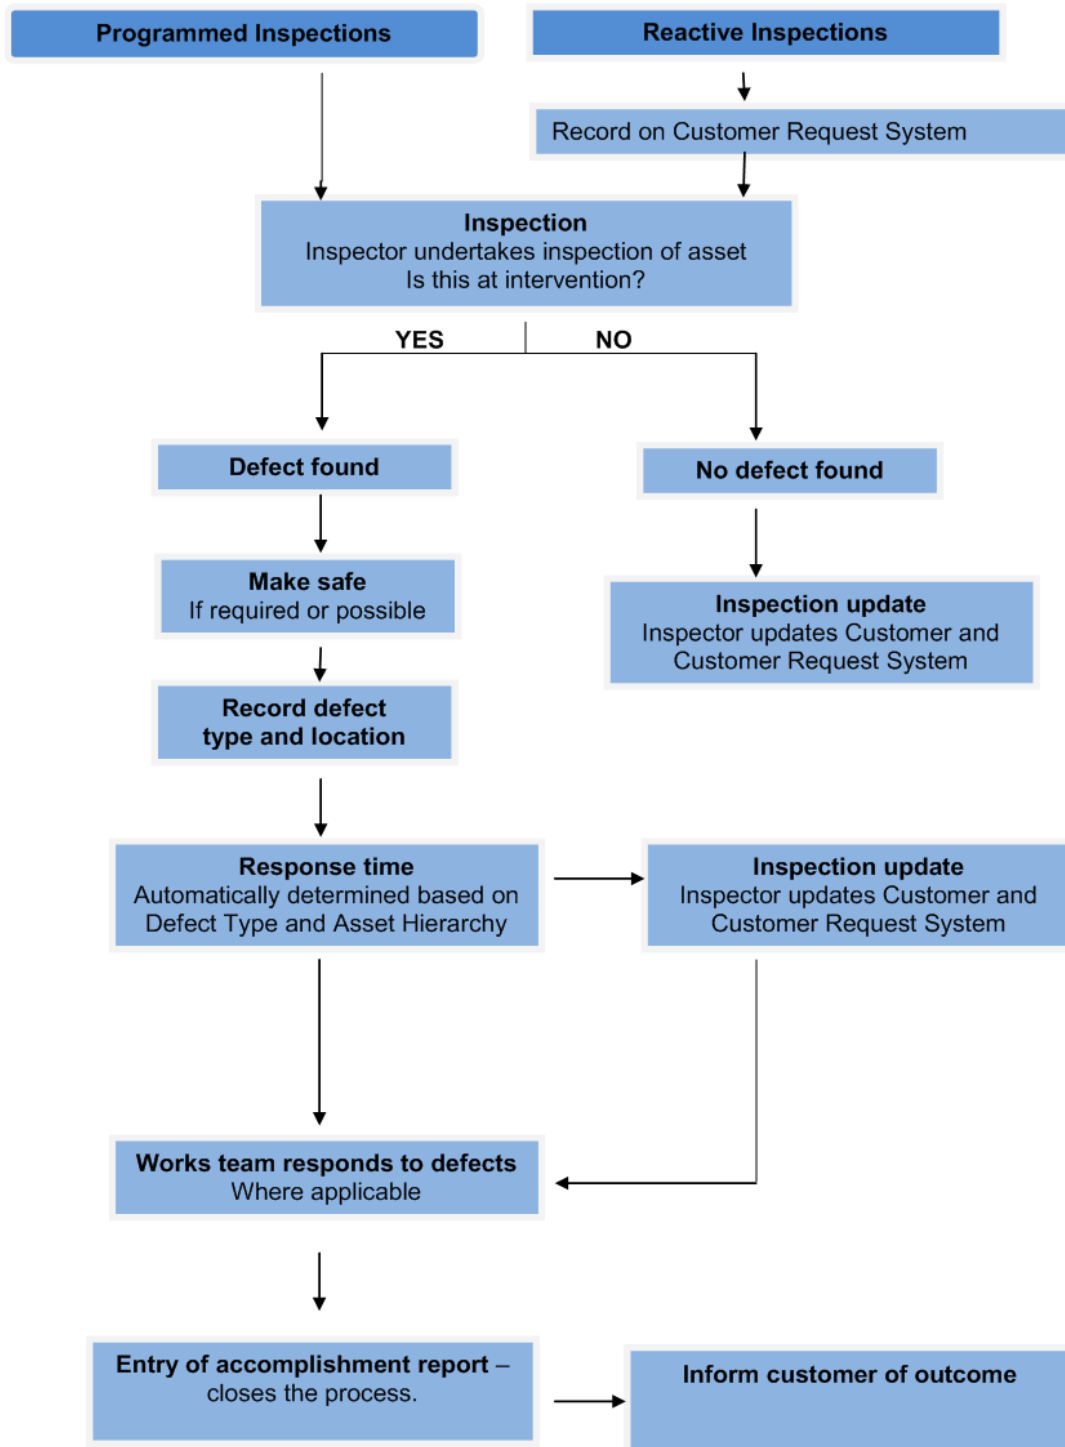 Programmed Inspections
Reactive Inspections
Record on Customer Request System
Inspection
Inspector undertakes inspection of asset
Is this at intervention?
YES
NO
Defect found
No defect found
Make safe
If required or possible
Inspection update
Inspector updates Customer and
Customer Request System
Record defect
type and location
Response time
Automatically determined based on
Defect Type and Asset Hierarchy
Inspection update
Inspector updates Customer and
Customer Request System
Works team responds to defects
Where applicable
Entry of accomplishment report –
closes the process.
Inform customer of outcome